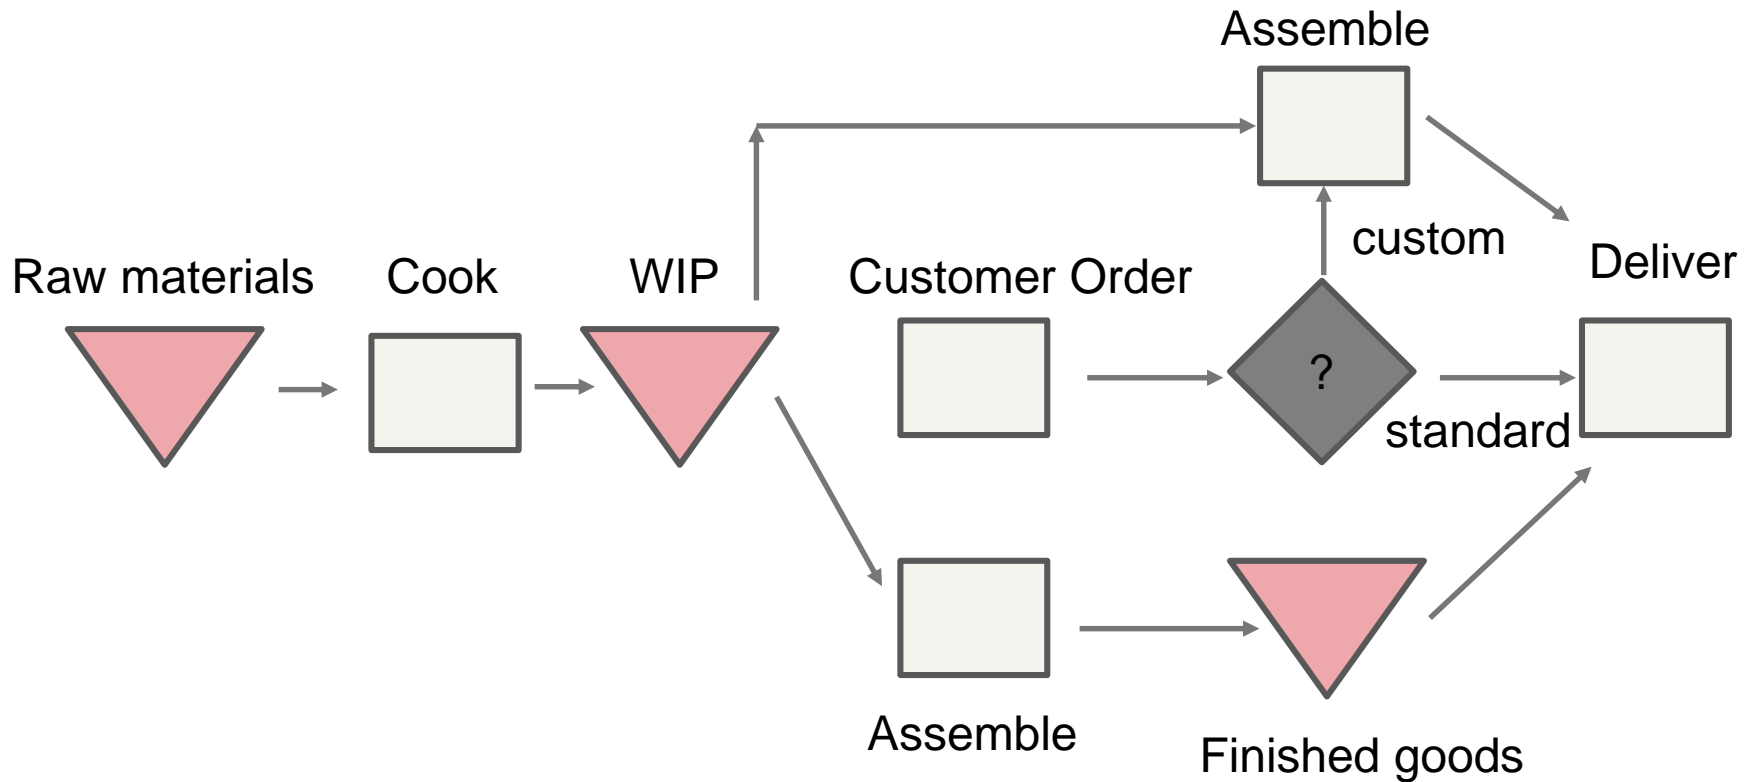 Assemble
custom
Raw materials
Cook
WIP
Customer Order
Deliver
?
standard
Assemble
Finished goods